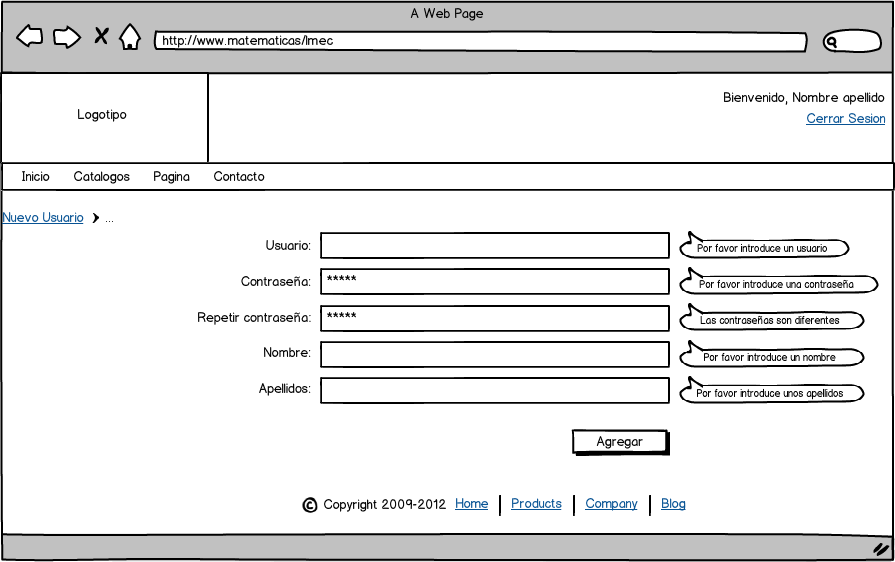 A Web Page
http://www.matematicas/lmec
Logotipo
Bienvenido, Nombre apellido
Cerrar Sesion
Inicio Catalogos Pagina Contacto
Nuevo Usuario > ...
Usuario: Por favor introduce un usuario
Contraseña: ***** Por favor introduce una contraseña
Repetir contraseña: ***** Las contraseñas son diferentes
Nombre: Por favor introduce un nombre
Apellidos: Por favor introduce unos apellidos
Agregar
© Copyright 2009-2012 Home | Products | Company | Blog